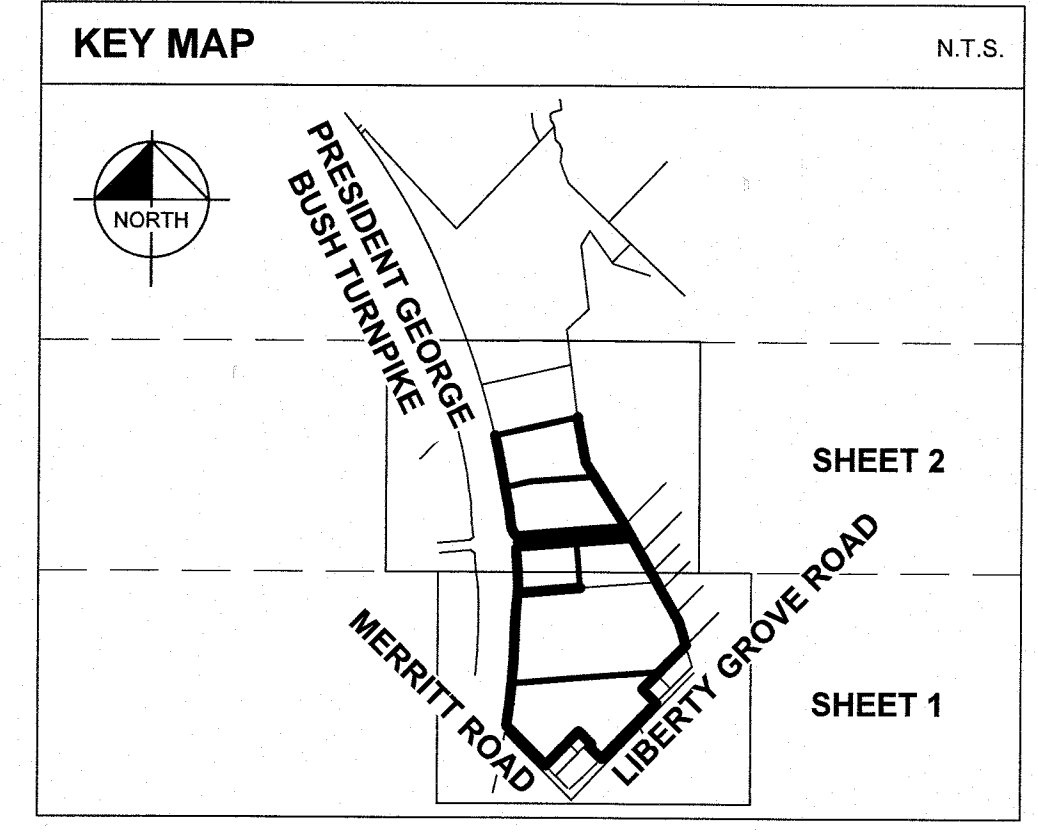 KEY MAP
N.T.S.
NORTH
PRESIDENT GEORGE
BUSH TURNPIKE
SHEET 2
MERRITT ROAD
LIBERTY GROVE ROAD
SHEET 1